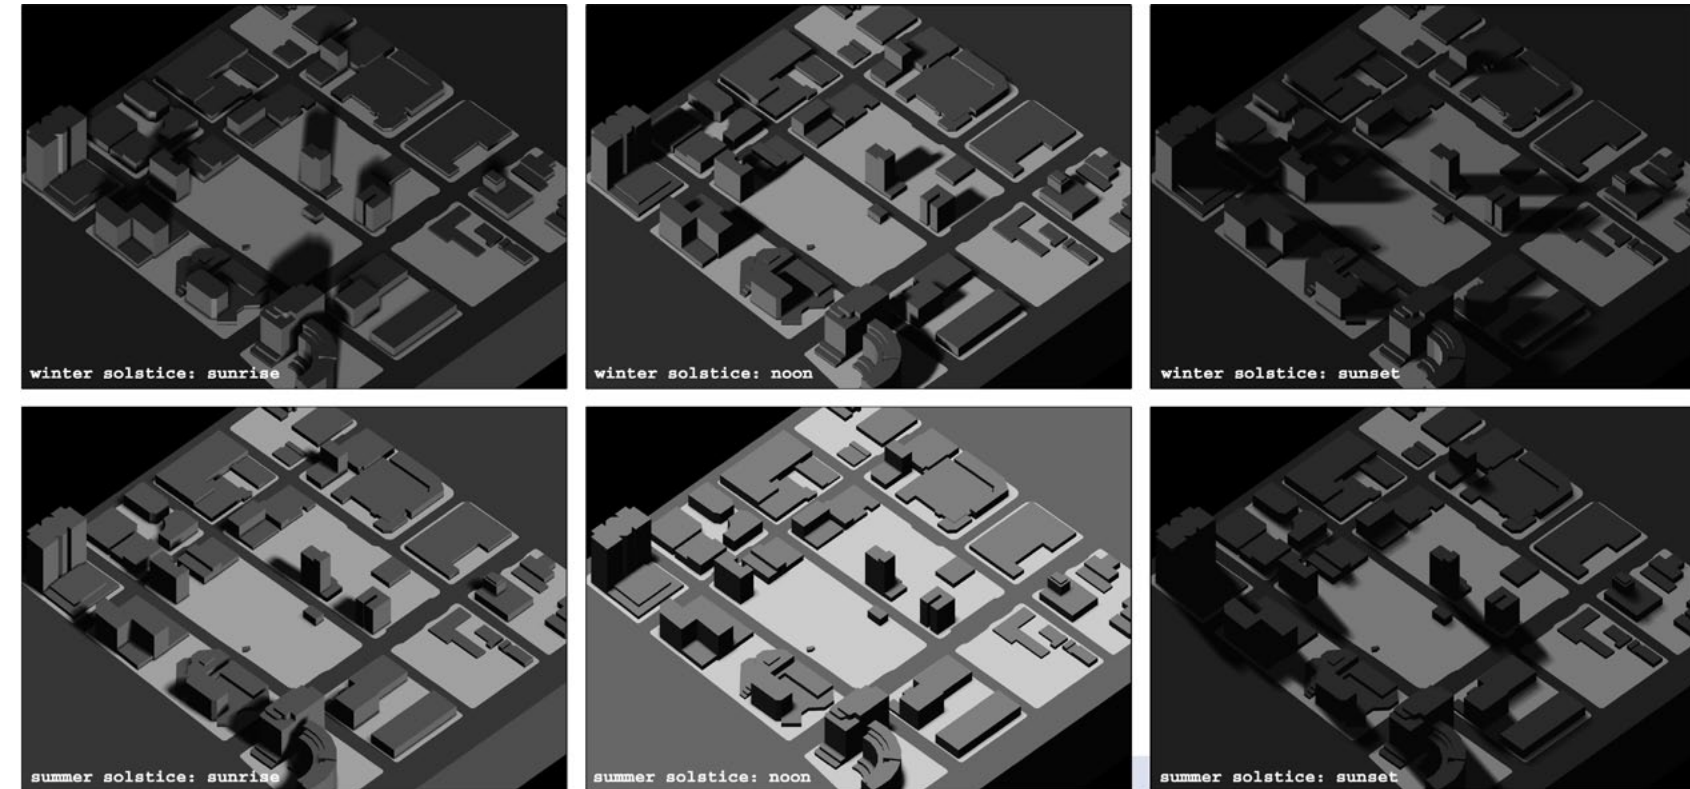 winter solstice: sunrise
winter solstice: noon
winter solstice: sunset
summer solstice: sunrise
summer solstice: noon
summer solstice: sunset